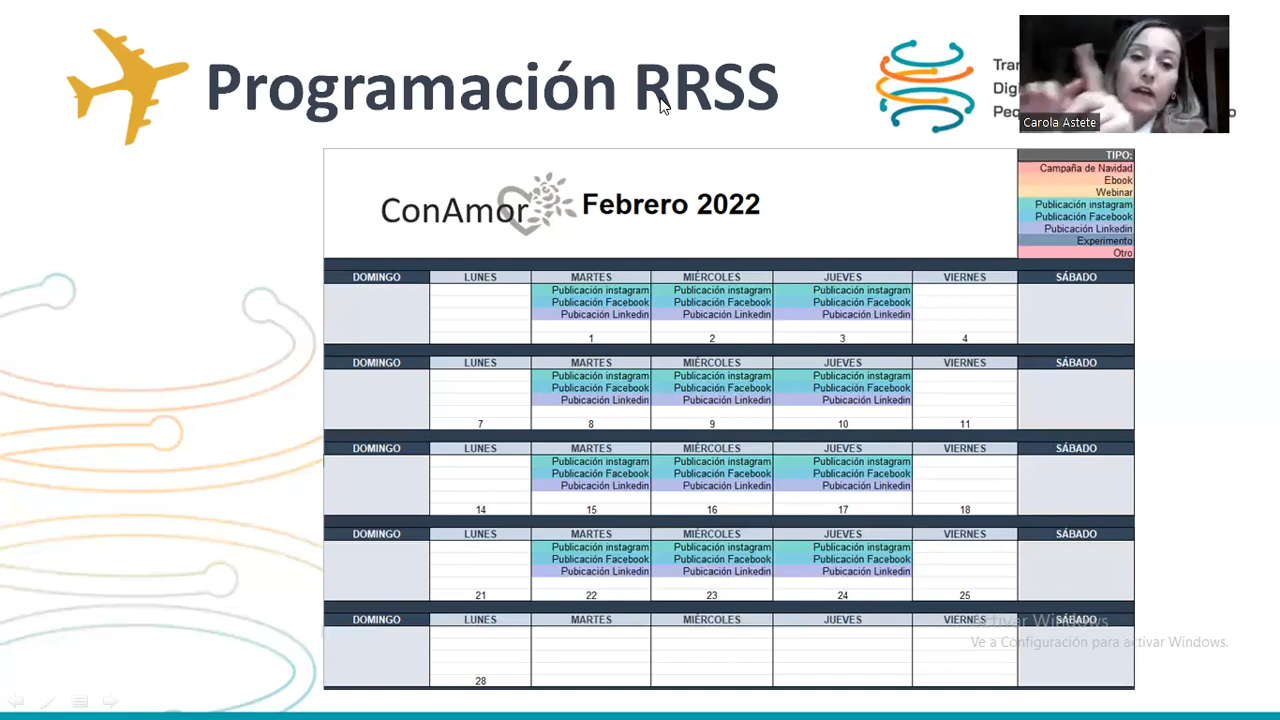 Programación RRSS
Tran
Digi
Peq
o
Carola Astete
ConAmor
Febrero 2022
TIPO:
Campaña de Navidad
Ebook
Webinar
Publicación instagram
Publicación Facebook
Pubicación Linkedin
Experimento
Otro
DOMINGO LUNES MARTES MIÉRCOLES JUEVES VIERNES SÁBADO
Publicación instagram Publicación instagram Publicación instagram
Publicación Facebook Publicación Facebook Publicación Facebook
Pubicación Linkedin Pubicación Linkedin Pubicación Linkedin
1 2 3 4
DOMINGO LUNES MARTES MIÉRCOLES JUEVES VIERNES SÁBADO
Publicación instagram Publicación instagram Publicación instagram
Publicación Facebook Publicación Facebook Publicación Facebook
Pubicación Linkedin Pubicación Linkedin Pubicación Linkedin
7 8 9 10 11
DOMINGO LUNES MARTES MIÉRCOLES JUEVES VIERNES SÁBADO
Publicación instagram Publicación instagram Publicación instagram
Publicación Facebook Publicación Facebook Publicación Facebook
Pubicación Linkedin Pubicación Linkedin Pubicación Linkedin
14 15 16 17 18
DOMINGO LUNES MARTES MIÉRCOLES JUEVES VIERNES SÁBADO
Publicación instagram Publicación instagram Publicación instagram
Publicación Facebook Publicación Facebook Publicación Facebook
Pubicación Linkedin Pubicación Linkedin Pubicación Linkedin
21 22 23 24 25
DOMINGO LUNES MARTES MIÉRCOLES JUEVES VIERNES SÁBADO
28
Activar Windows
Ve a Configuración para activar Windows.